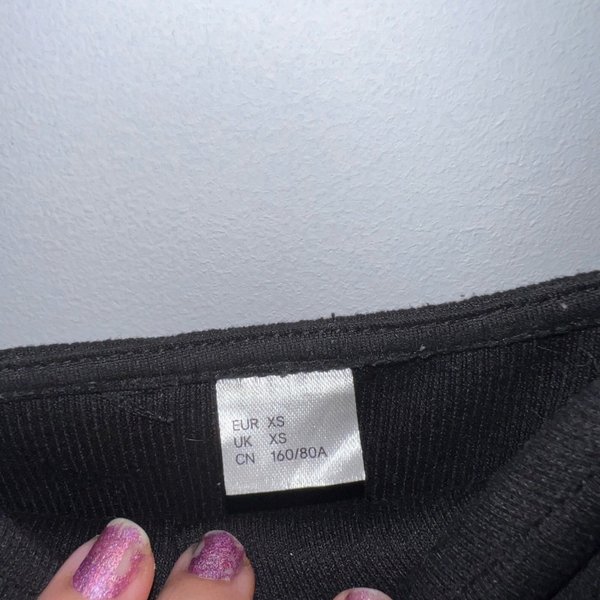 EUR XS
UK XS
CN 160/80A